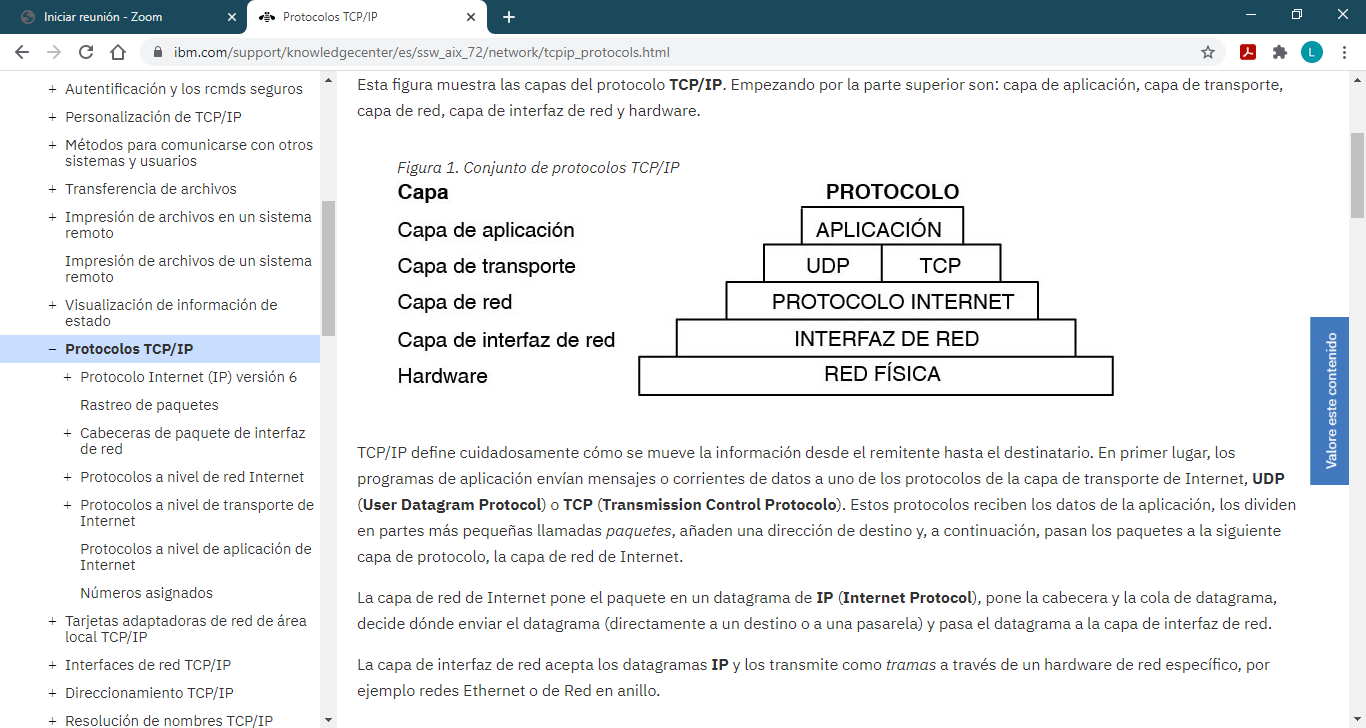 Iniciar reunión - Zoom
Protocolos TCP/IP
ibm.com/support/knowledgecenter/es/ssw_aix_72/network/tcpip_protocols.html
L
+ Autentificación y los rcmds seguros
+ Personalización de TCP/IP
+ Métodos para comunicarse con otros
sistemas y usuarios
+ Transferencia de archivos
+ Impresión de archivos en un sistema
remoto
Impresión de archivos de un sistema
remoto
+ Visualización de información de
estado
– Protocolos TCP/IP
+ Protocolo Internet (IP) versión 6
Rastreo de paquetes
+ Cabeceras de paquete de interfaz
de red
+ Protocolos a nivel de red Internet
+ Protocolos a nivel de transporte de
Internet
Protocolos a nivel de aplicación de
Internet
Números asignados
+ Tarjetas adaptadoras de red de área
local TCP/IP
+ Interfaces de red TCP/IP
+ Direccionamiento TCP/IP
+ Resolución de nombres TCP/IP
Esta figura muestra las capas del protocolo TCP/IP. Empezando por la parte superior son: capa de aplicación, capa de transporte,
capa de red, capa de interfaz de red y hardware.
Figura 1. Conjunto de protocolos TCP/IP
Capa PROTOCOLO
Capa de aplicación APLICACIÓN
Capa de transporte UDP TCP
Capa de red PROTOCOLO INTERNET
Capa de interfaz de red INTERFAZ DE RED
Hardware RED FÍSICA
TCP/IP define cuidadosamente cómo se mueve la información desde el remitente hasta el destinatario. En primer lugar, los
programas de aplicación envían mensajes o corrientes de datos a uno de los protocolos de la capa de transporte de Internet, UDP
(User Datagram Protocol) o TCP (Transmission Control Protocolo). Estos protocolos reciben los datos de la aplicación, los dividen
en partes más pequeñas llamadas paquetes, añaden una dirección de destino y, a continuación, pasan los paquetes a la siguiente
capa de protocolo, la capa de red de Internet.
La capa de red de Internet pone el paquete en un datagrama de IP (Internet Protocol), pone la cabecera y la cola de datagrama,
decide dónde enviar el datagrama (directamente a un destino o a una pasarela) y pasa el datagrama a la capa de interfaz de red.
La capa de interfaz de red acepta los datagramas IP y los transmite como tramas a través de un hardware de red específico, por
ejemplo redes Ethernet o de Red en anillo.
Valore este contenido